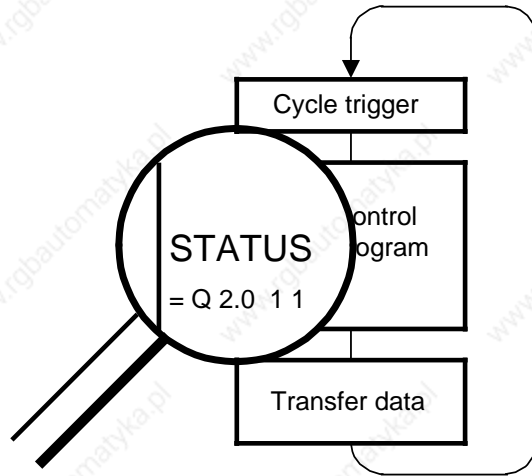 Cycle trigger
ontrol
ogram
STATUS
= Q 2.0 1 1
Transfer data
www.rgbautomatyka.pl